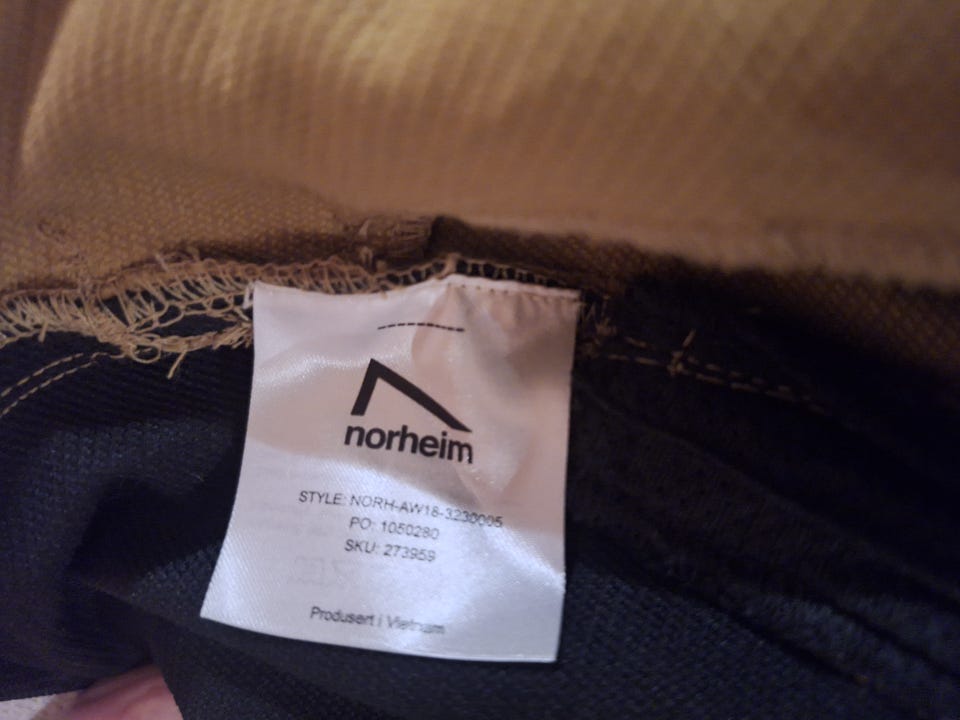 norheim
STYLE: NORH-AW18-3230005
PO: 1050280
SKU: 273959
Produsert i Vietnam